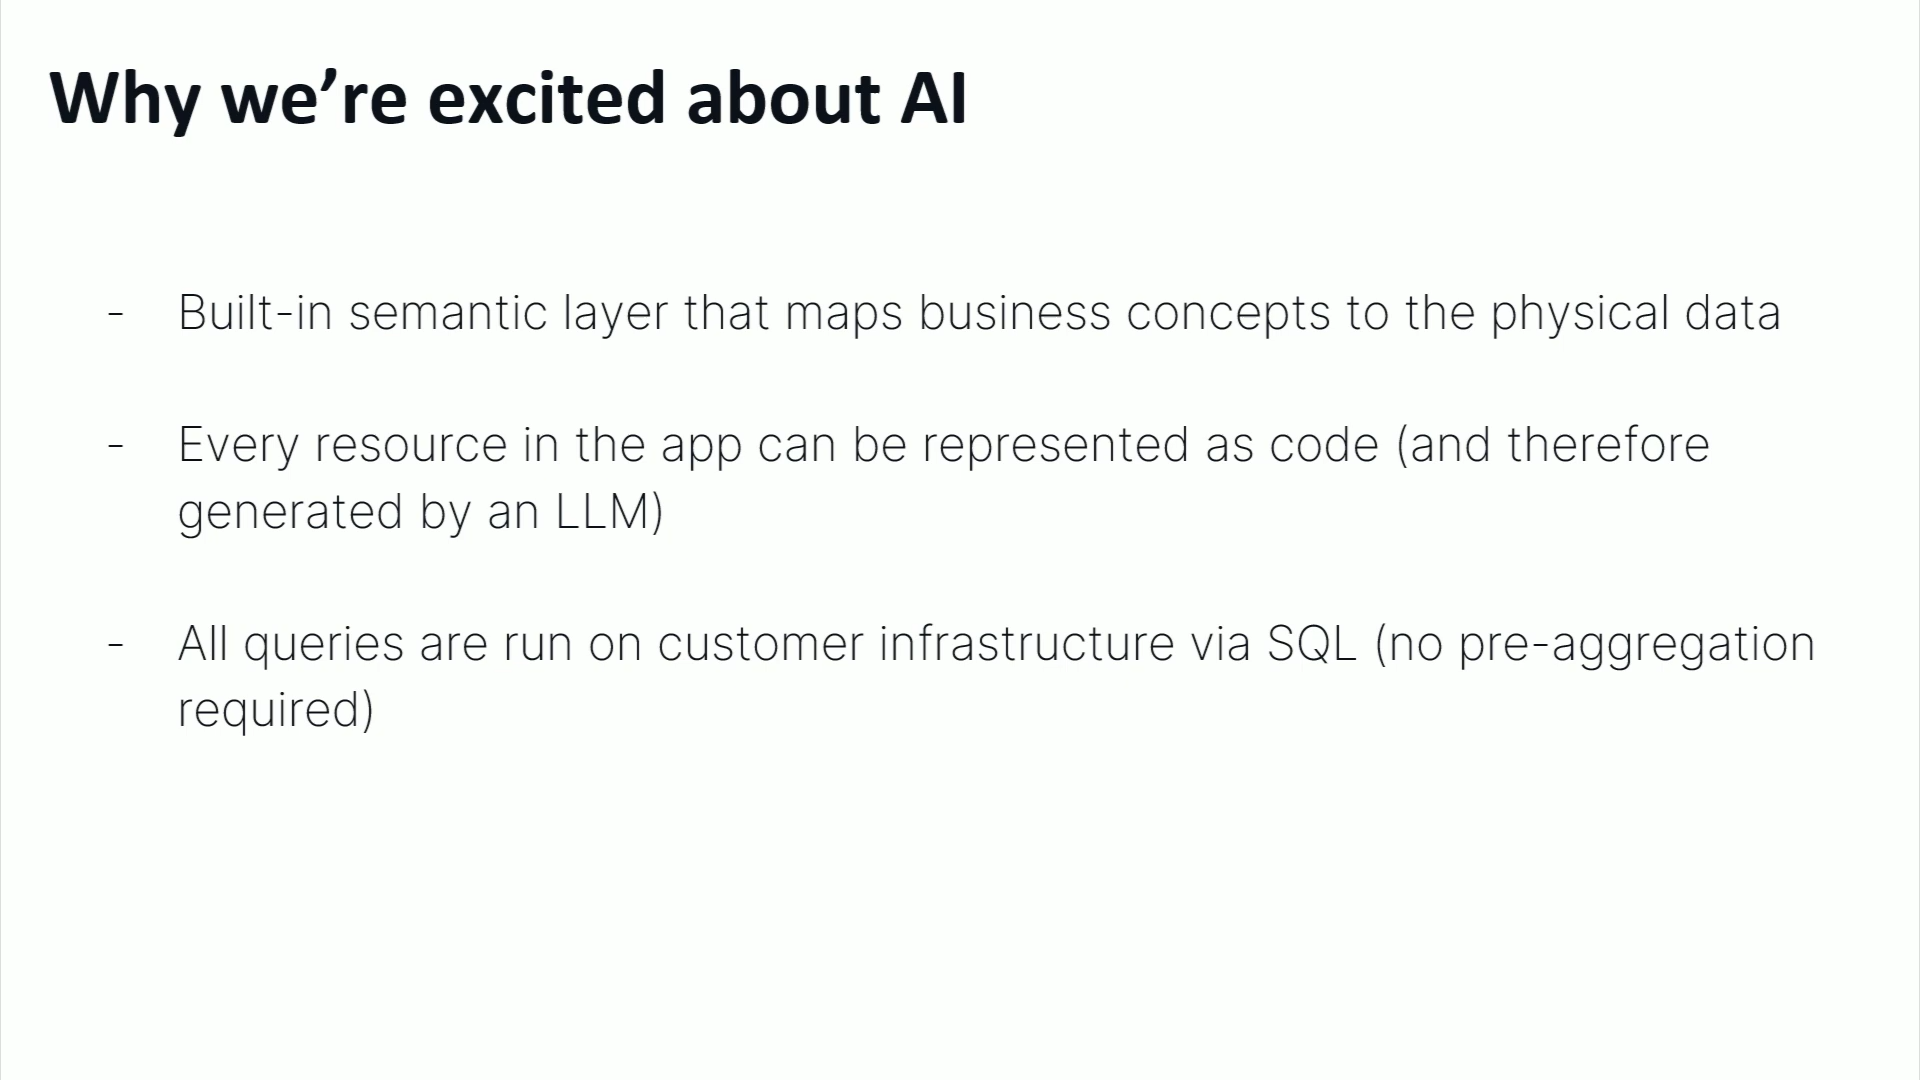 Why we’re excited about AI
- Built-in semantic layer that maps business concepts to the physical data
- Every resource in the app can be represented as code (and therefore
generated by an LLM)
- All queries are run on customer infrastructure via SQL (no pre-aggregation
required)